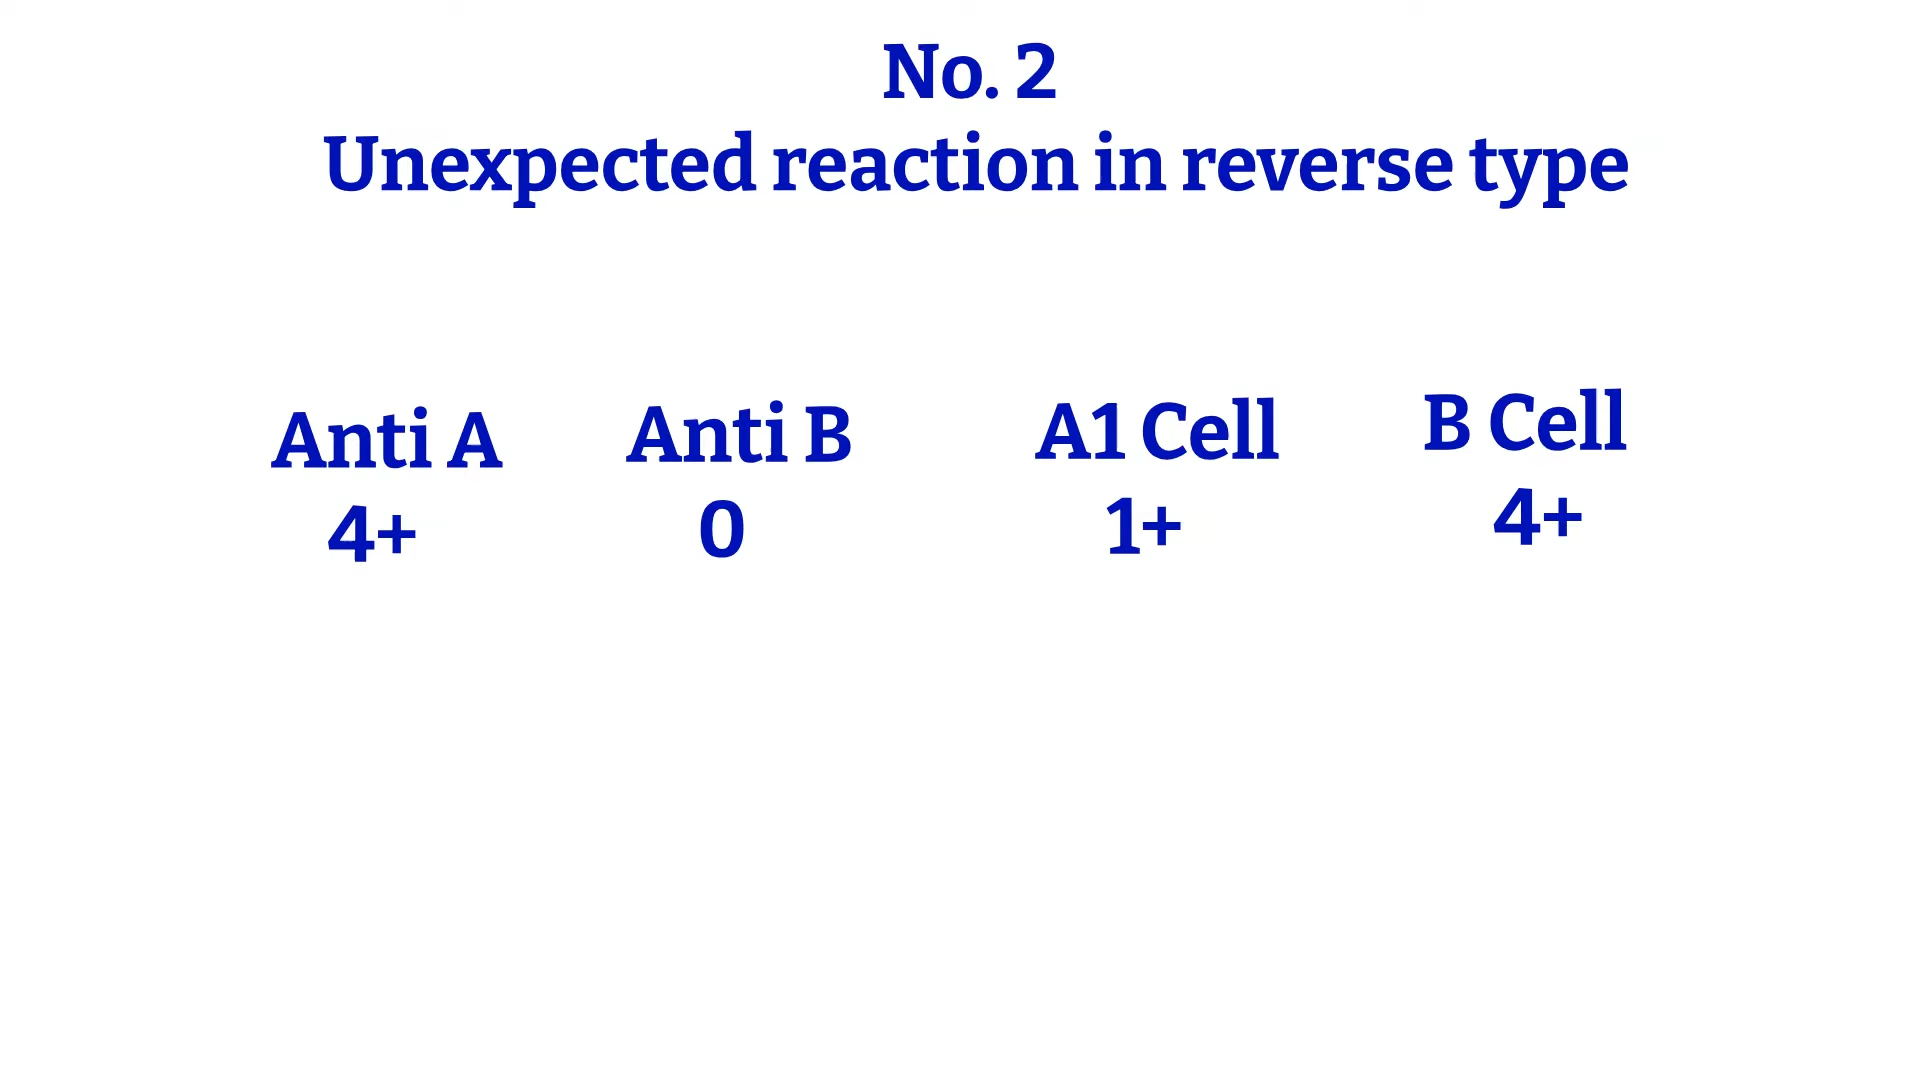 No. 2
Unexpected reaction in reverse type
Anti A Anti B A1 Cell B Cell
4+ 0 1+ 4+